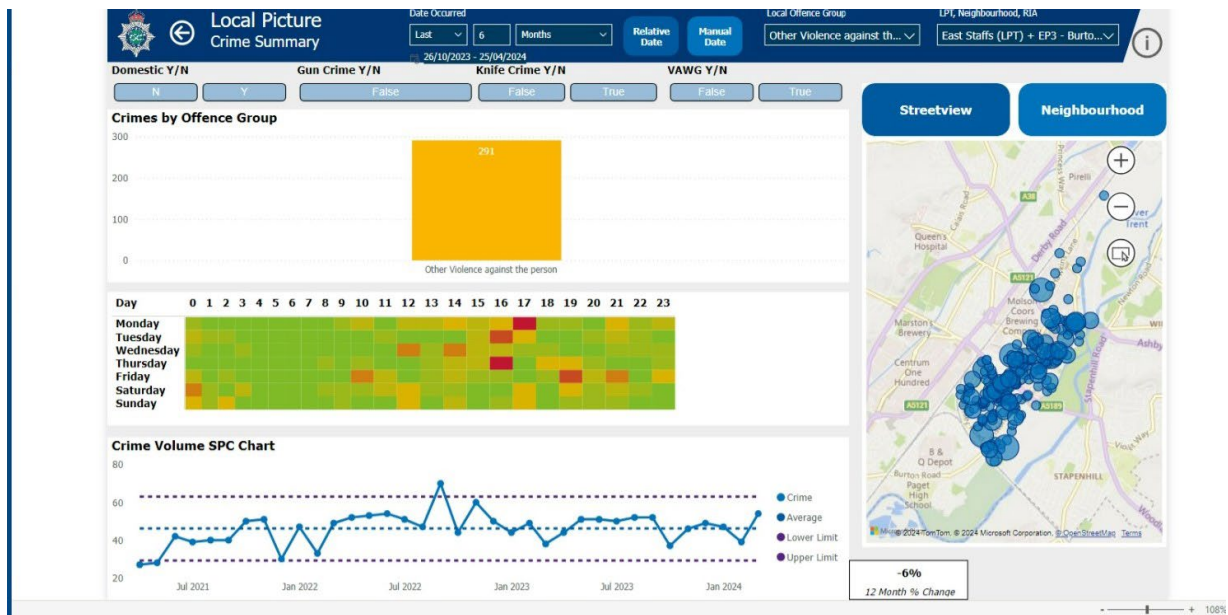 Local Picture
Crime Summary
Date Occurred
Last
6
Months
26/10/2023 - 25/04/2024
Relative
Date
Manual
Date
Local Offence Group
Other Violence against th...
LPT, Neighbourhood, RIA
East Staffs (LPT) + EP3 - Burto...
Domestic Y/N
N Y
Gun Crime Y/N
False
Knife Crime Y/N
False True
VAWG Y/N
False True
Streetview
Neighbourhood
Crimes by Offence Group
300
200
100
0
291
Other Violence against the person
Day 0 1 2 3 4 5 6 7 8 9 10 11 12 13 14 15 16 17 18 19 20 21 22 23
Monday
Tuesday
Wednesday
Thursday
Friday
Saturday
Sunday
Crime Volume SPC Chart
80
60
40
20
Jul 2021 Jan 2022 Jul 2022 Jan 2023 Jul 2023 Jan 2024
Crime
Average
Lower Limit
Upper Limit
Princess Way
Pirelli
A38
Derby Road
Queen's
Hospital
Trent
A5121
Molson
Coors
Brewing
Marston's
Brewery
Centrum
One
Hundred
Ashby
Stapenhill Road
A5121
A5189
B &
Q Depot
Burton Road
Paget
High
School
STAPENHILL
© 2024 TomTom, © 2024 Microsoft Corporation, © OpenStreetMap Terms
-6%
12 Month % Change
108%